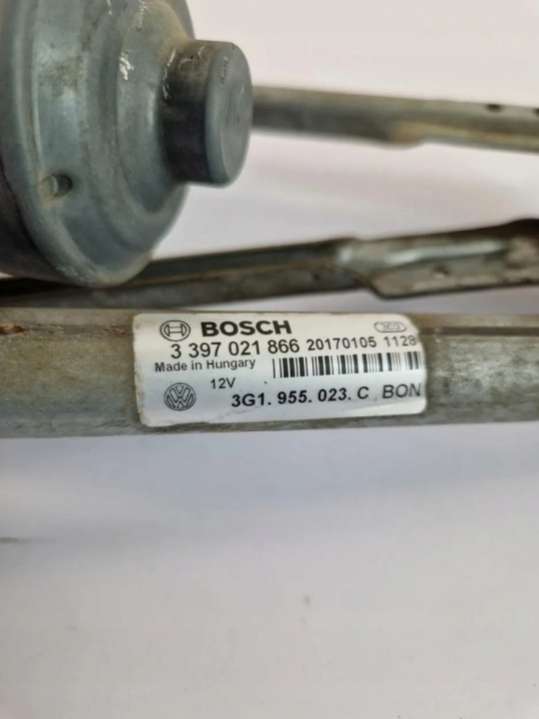 BOSCH
3 397 021 866 20170105 1128
Made in Hungary
12V
3G1.955.023.C BON